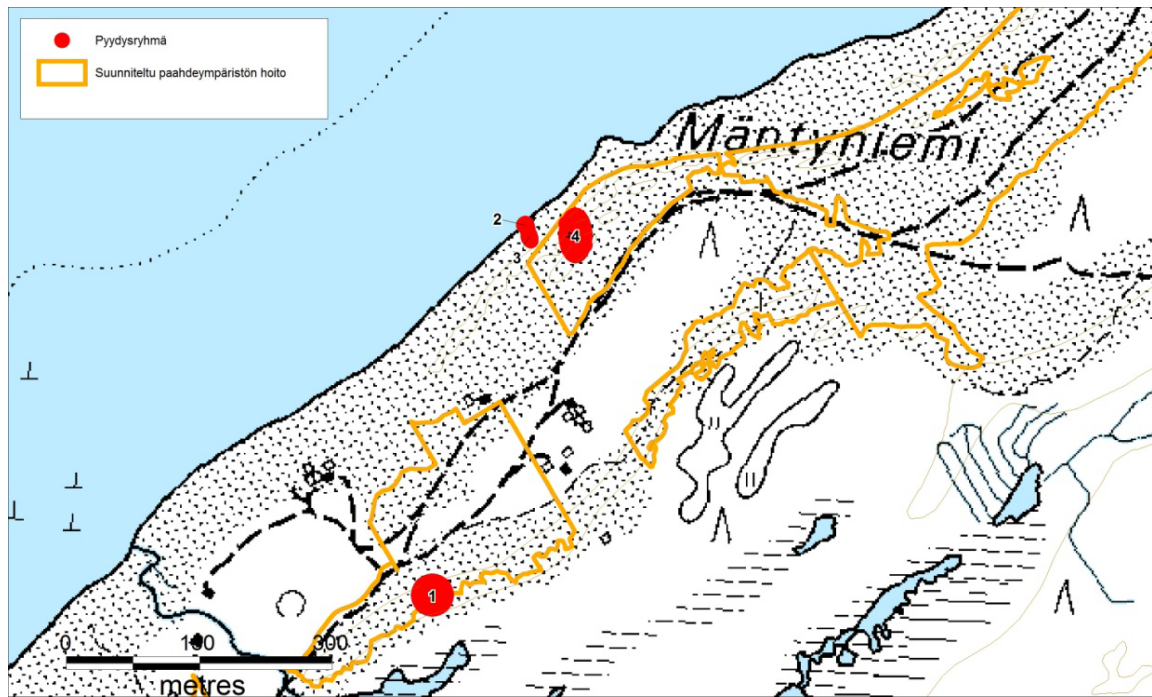 Pyydysryhmä
Suunniteltu paahdeympäristön hoito
Mäntyniemi
2
3
4
1
0 100 300
metres